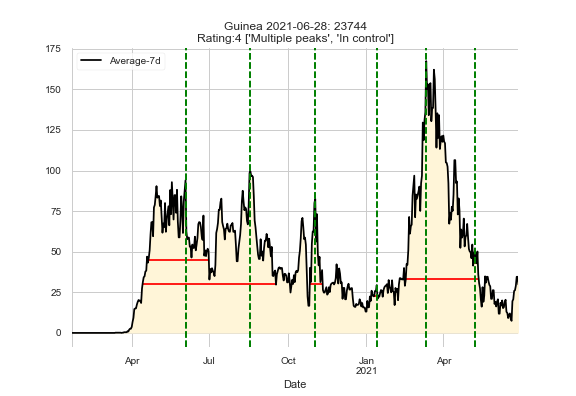 Guinea 2021-06-28: 23744
Rating:4 ['Multiple peaks', 'In control']
Average-7d
175
150
125
100
75
50
25
0
Apr
Jul
Oct
Jan
2021
Apr
Date